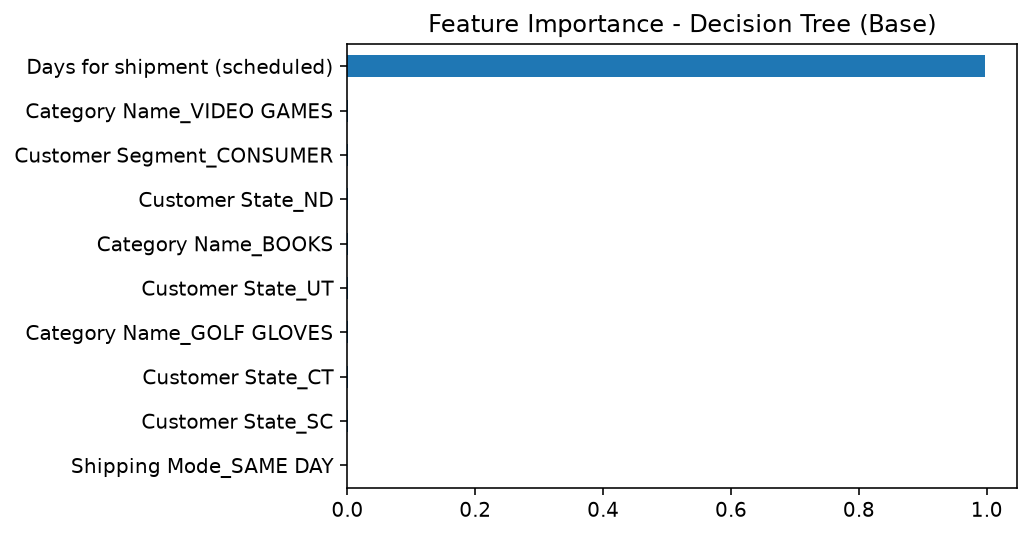 Feature Importance - Decision Tree (Base)
Days for shipment (scheduled)
Category Name_VIDEO GAMES
Customer Segment_CONSUMER
Customer State_ND
Category Name_BOOKS
Customer State_UT
Category Name_GOLF GLOVES
Customer State_CT
Customer State_SC
Shipping Mode_SAME DAY
0.0 0.2 0.4 0.6 0.8 1.0